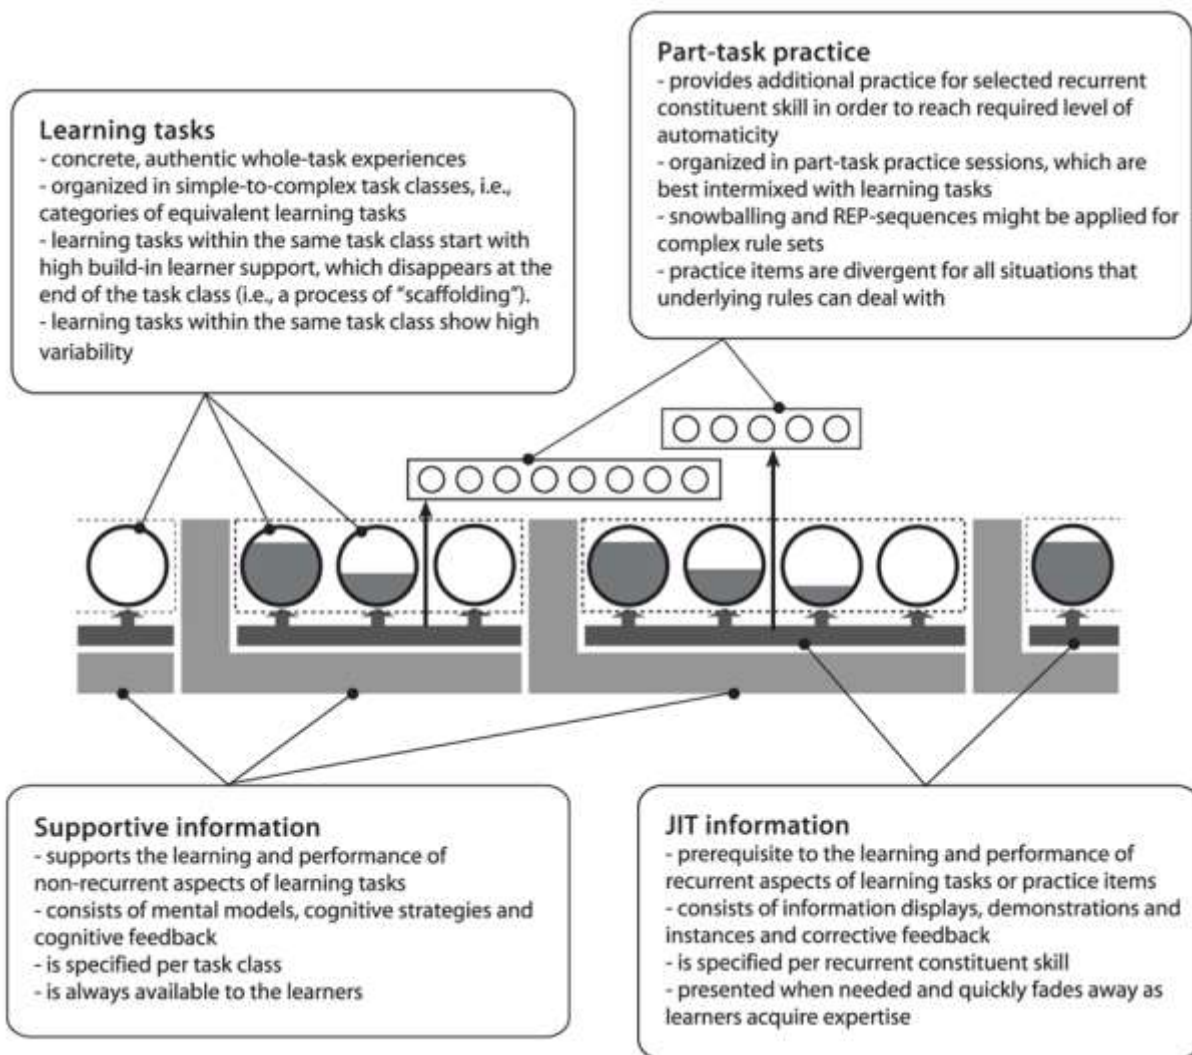 Part-task practice
- provides additional practice for selected recurrent
constituent skill in order to reach required level of
automaticity
- organized in part-task practice sessions, which are
best intermixed with learning tasks
- snowballing and REP-sequences might be applied for
complex rule sets
- practice items are divergent for all situations that
underlying rules can deal with
Learning tasks
- concrete, authentic whole-task experiences
- organized in simple-to-complex task classes, i.e.,
categories of equivalent learning tasks
- learning tasks within the same task class start with
high build-in learner support, which disappears at the
end of the task class (i.e., a process of “scaffolding”).
- learning tasks within the same task class show high
variability
Supportive information
- supports the learning and performance of
non-recurrent aspects of learning tasks
- consists of mental models, cognitive strategies and
cognitive feedback
- is specified per task class
- is always available to the learners
JIT information
- prerequisite to the learning and performance of
recurrent aspects of learning tasks or practice items
- consists of information displays, demonstrations and
instances and corrective feedback
- is specified per recurrent constituent skill
- presented when needed and quickly fades away as
learners acquire expertise